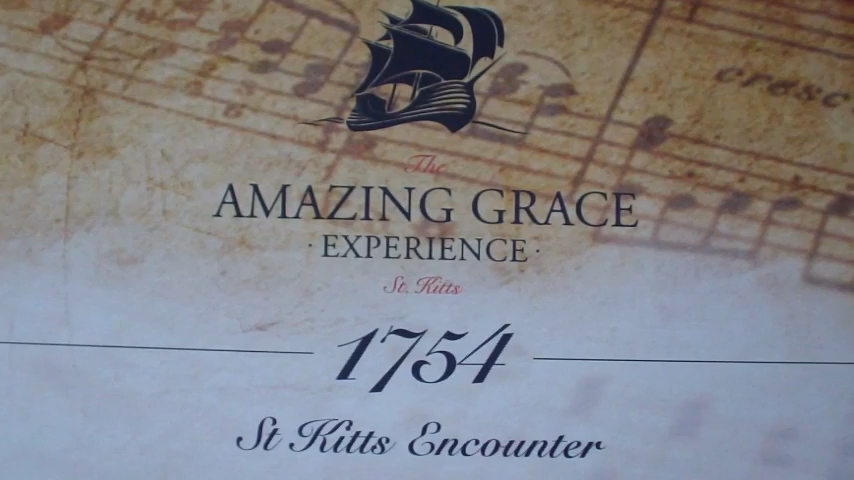 cresc
The
AMAZING GRACE
· EXPERIENCE ·
St. Kitts
1754
St Kitts Encounter